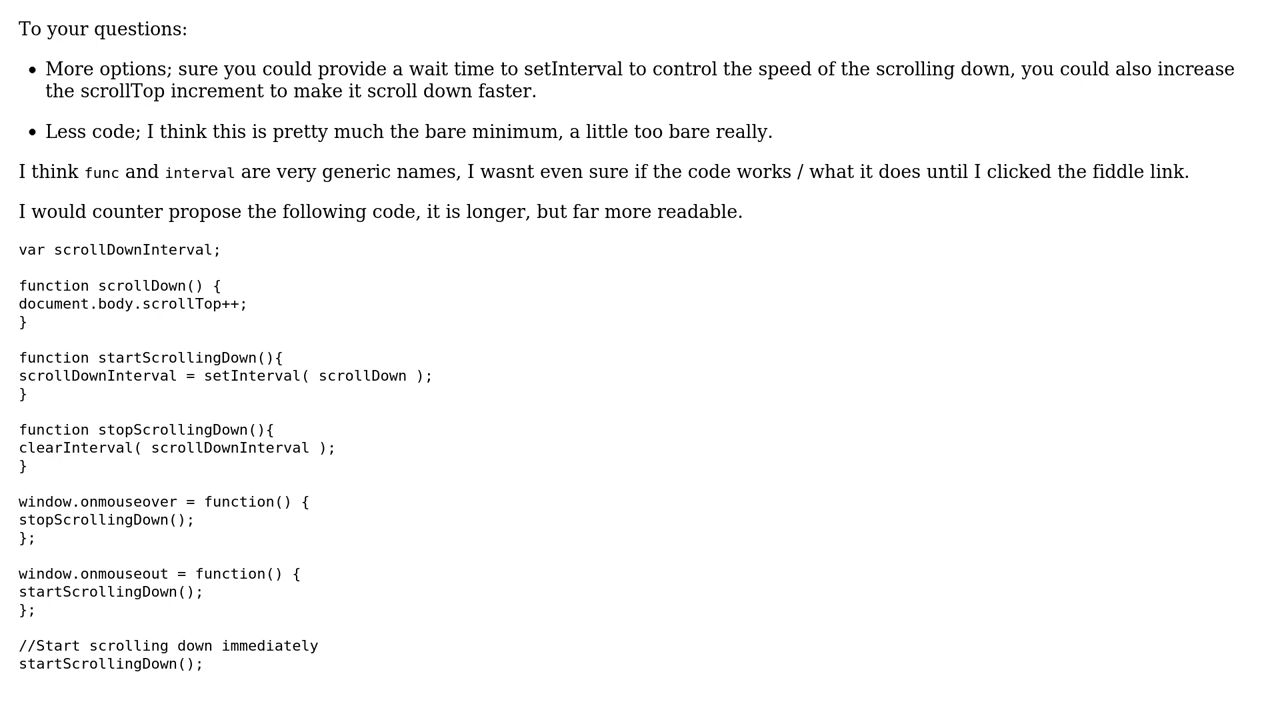 To your questions:
• More options; sure you could provide a wait time to setInterval to control the speed of the scrolling down, you could also increase
the scrollTop increment to make it scroll down faster.
• Less code; I think this is pretty much the bare minimum, a little too bare really.
I think func and interval are very generic names, I wasnt even sure if the code works / what it does until I clicked the fiddle link.
I would counter propose the following code, it is longer, but far more readable.
var scrollDownInterval;
function scrollDown() {
document.body.scrollTop++;
}
function startScrollingDown(){
scrollDownInterval = setInterval( scrollDown );
}
function stopScrollingDown(){
clearInterval( scrollDownInterval );
}
window.onmouseover = function() {
stopScrollingDown();
};
window.onmouseout = function() {
startScrollingDown();
};
//Start scrolling down immediately
startScrollingDown();